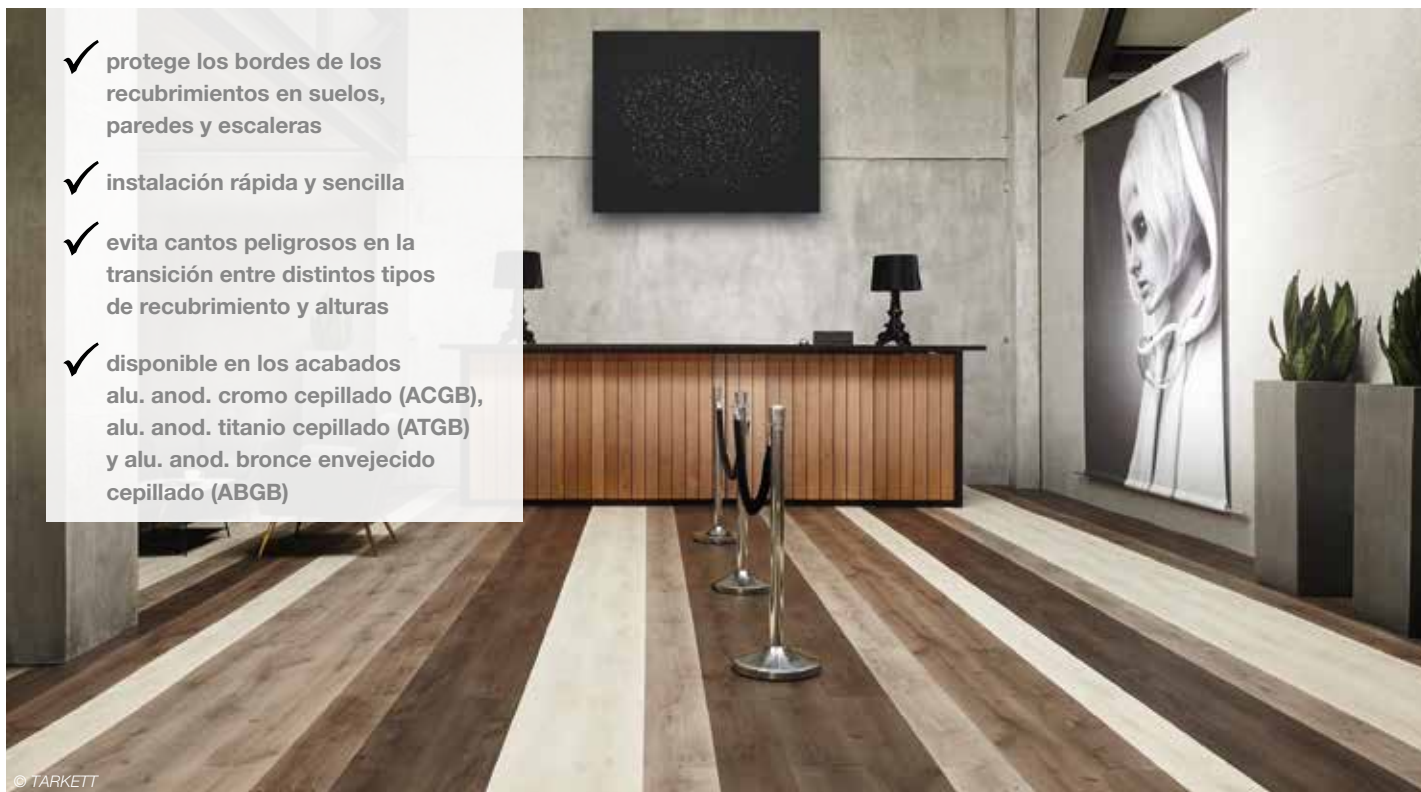 protege los bordes de los
recubrimientos en suelos,
paredes y escaleras
instalación rápida y sencilla
evita cantos peligrosos en la
transición entre distintos tipos
de recubrimiento y alturas
disponible en los acabados
alu. anod. cromo cepillado (ACGB),
alu. anod. titanio cepillado (ATGB)
y alu. anod. bronce envejecido
cepillado (ABGB)
© TARKETT